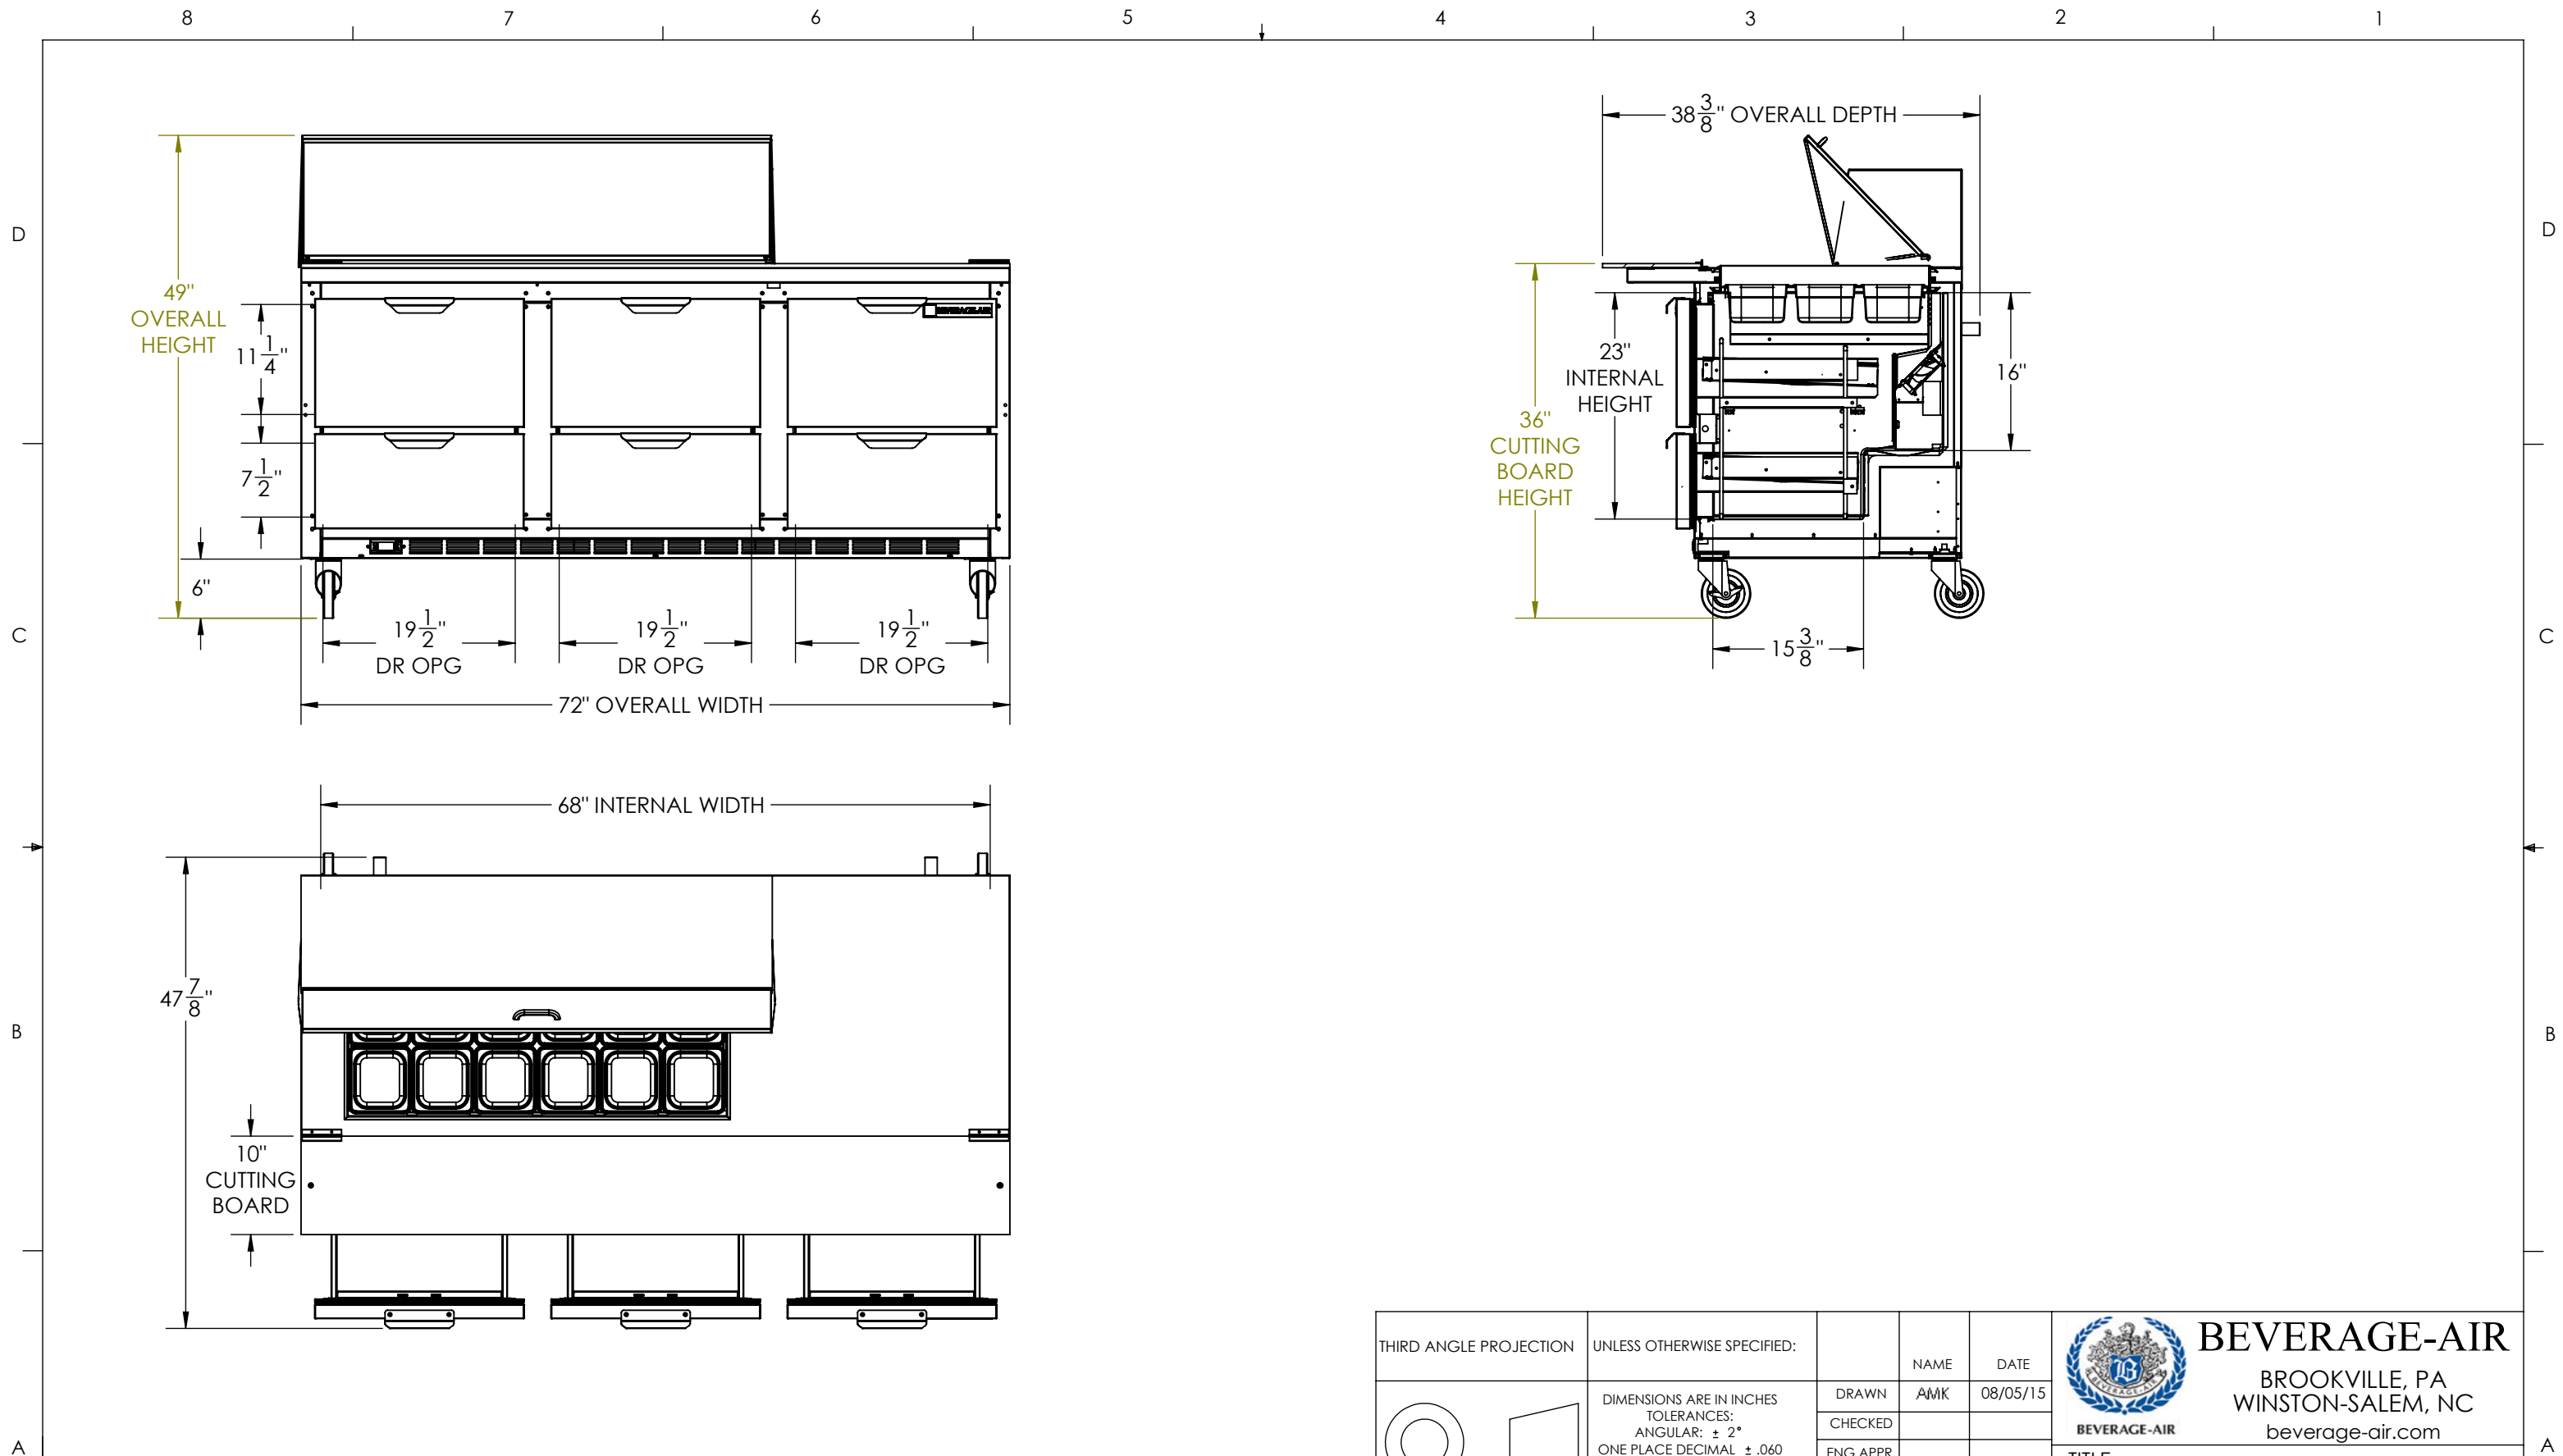 8 7 6 5 4 3 2 1
D
D
C
C
B
B
A
A
49"
OVERALL
HEIGHT
11 1/4"
7 1/2"
6"
BEVERAGE-AIR
19 1/2"
DR OPG
19 1/2"
DR OPG
19 1/2"
DR OPG
72" OVERALL WIDTH
38 3/8" OVERALL DEPTH
23"
INTERNAL
HEIGHT
16"
36"
CUTTING
BOARD
HEIGHT
15 3/8"
68" INTERNAL WIDTH
47 7/8"
10"
CUTTING
BOARD
THIRD ANGLE PROJECTION
UNLESS OTHERWISE SPECIFIED:
DIMENSIONS ARE IN INCHES
TOLERANCES:
ANGULAR: ± 2°
ONE PLACE DECIMAL ± .060
NAME DATE
DRAWN AMK 08/05/15
CHECKED
ENG APPR
BEVERAGE-AIR
BEVERAGE-AIR
BEVERAGE-AIR
BROOKVILLE, PA
WINSTON-SALEM, NC
beverage-air.com
TITLE